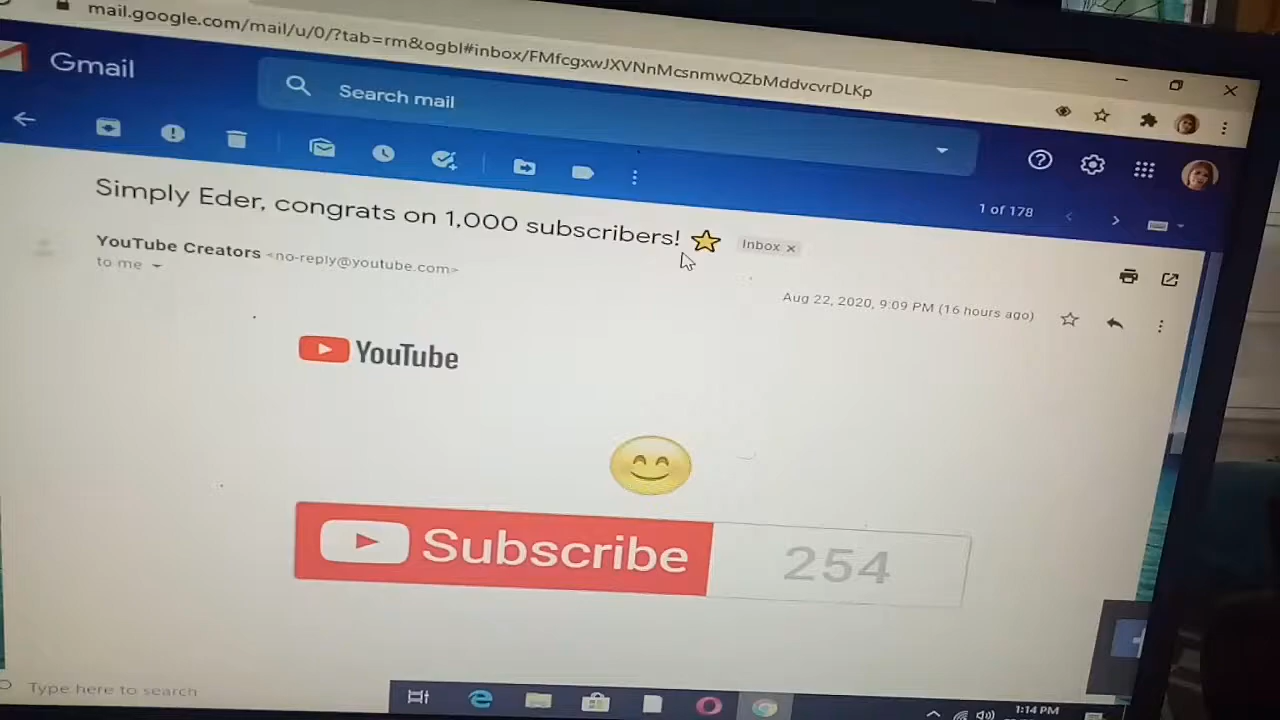 mail.google.com/mail/u/0/?tab=rm&ogbl#inbox/FMfcgxwJXVNnMcsnmwQZbMddvcvrDLKp
Gmail
Search mail
1 of 178
Simply Eder, congrats on 1,000 subscribers!
Inbox x
YouTube Creators <no-reply@youtube.com>
to me
Aug 22, 2020, 9:09 PM (16 hours ago)
YouTube
Subscribe 254
Type here to search
1:14 PM